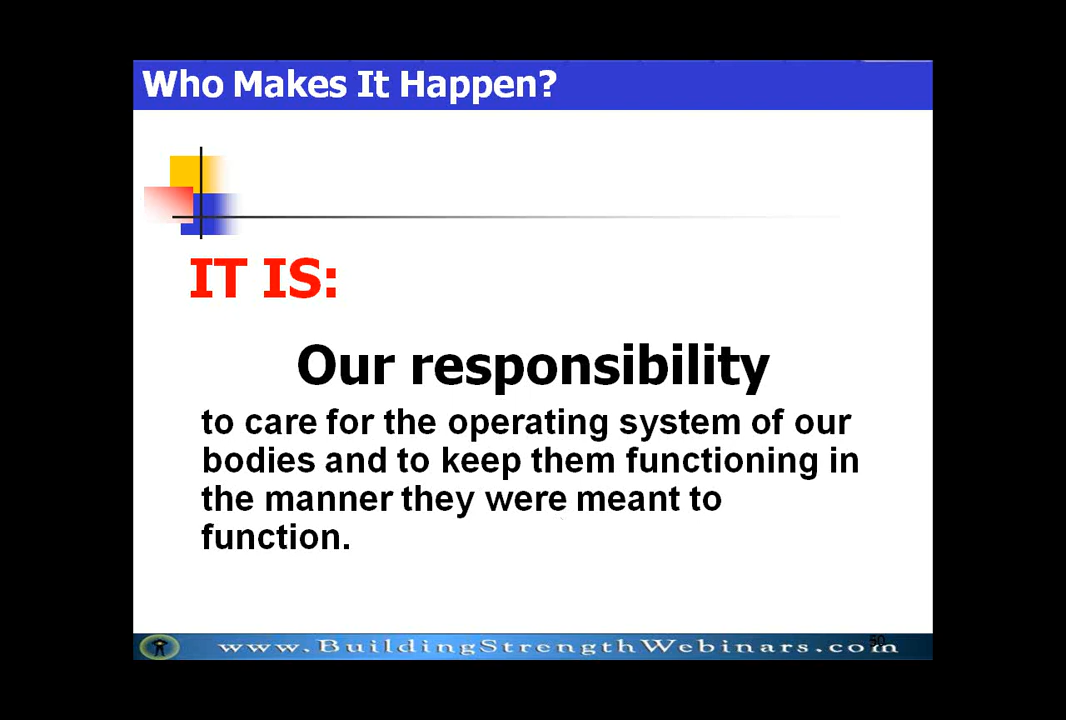 Who Makes It Happen?
IT IS:
Our responsibility
to care for the operating system of our
bodies and to keep them functioning in
the manner they were meant to
function.
50
www.BuildingStrengthWebinars.com